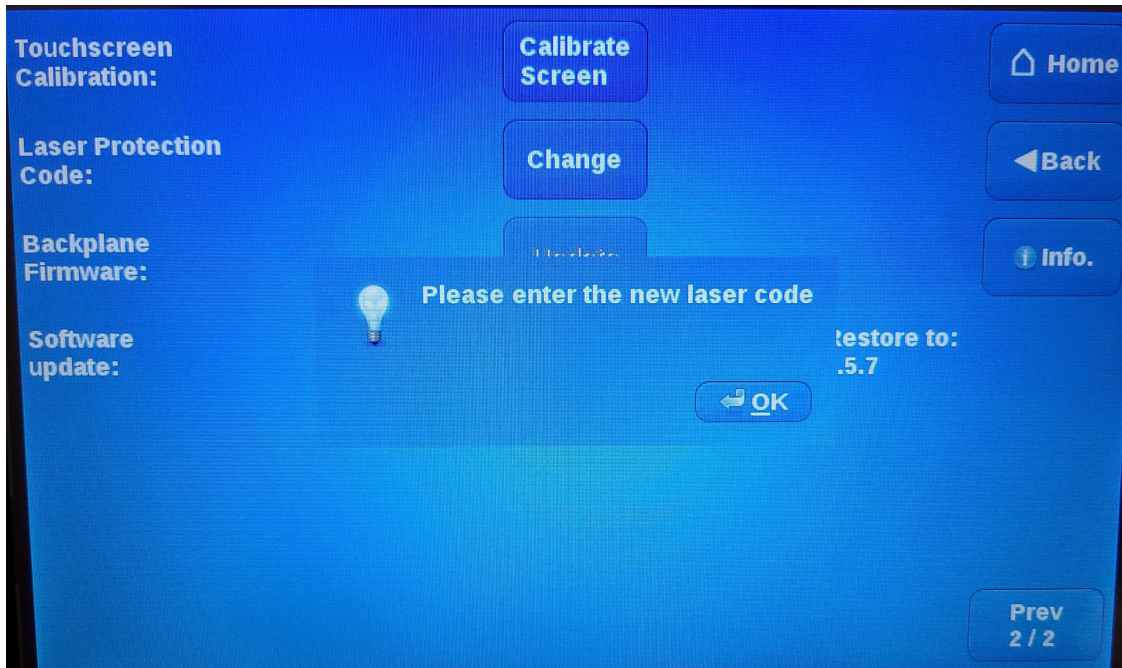 Touchscreen
Calibration:
Calibrate
Screen
Home
Laser Protection
Code:
Change
Back
Backplane
Firmware:
Update
Info.
Please enter the new laser code
Software
update:
estore to:
.5.7
OK
Prev
2 / 2